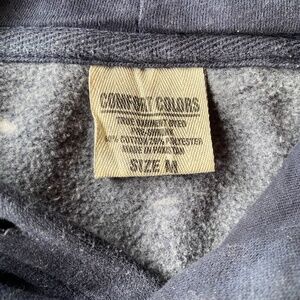 COMFORT COLORS
TRUE GARMENT DYED
PRE-SHRUNK
80% COTTON 20% POLYESTER
MADE IN PAKISTAN
SIZE M